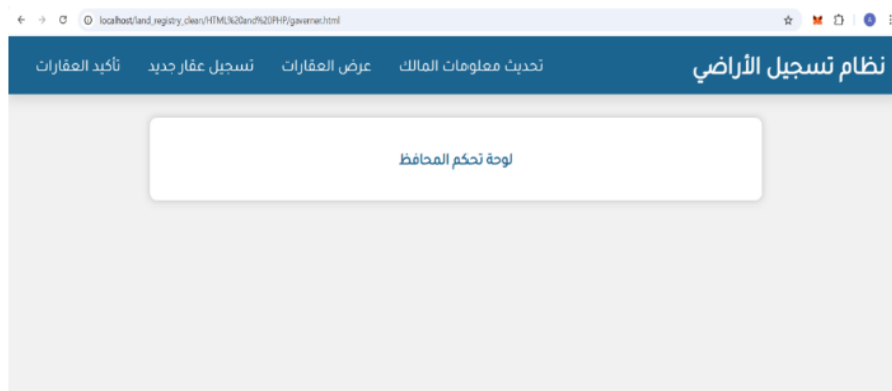 localhost/land_registry_clean/HTML%20and%20PHP/gaverner.html
نظام تسجيل الأراضي
تحديث معلومات المالك عرض العقارات تسجيل عقار جديد تأكيد العقارات
لوحة تحكم المحافظ